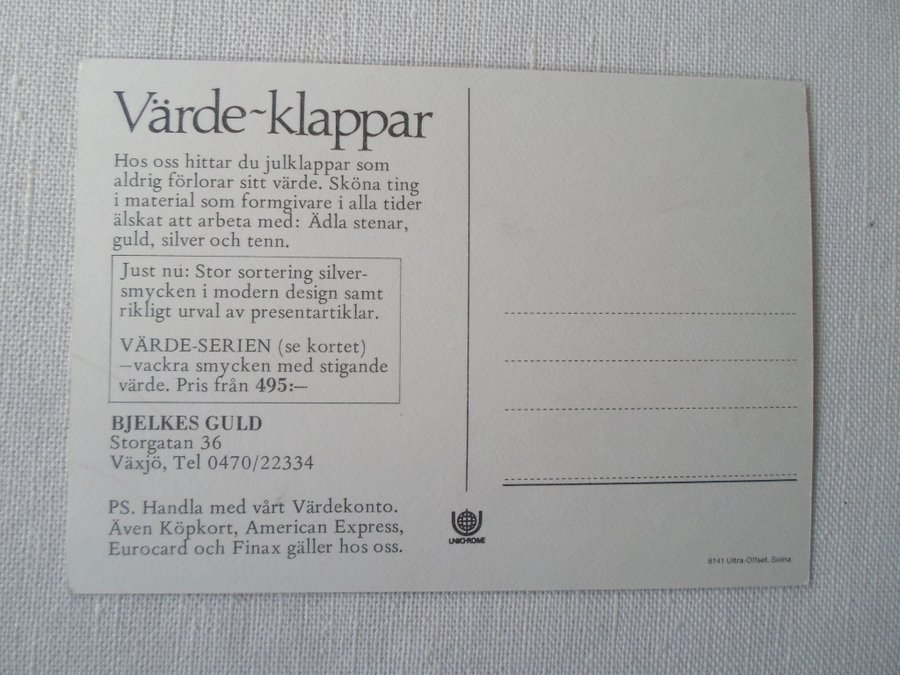 Värde~klappar
Hos oss hittar du julklappar som
aldrig förlorar sitt värde. Sköna ting
i material som formgivare i alla tider
älskat att arbeta med: Ädla stenar,
guld, silver och tenn.
Just nu: Stor sortering silver-
smycken i modern design samt
rikligt urval av presentartiklar.
VÄRDE-SERIEN (se kortet)
–vackra smycken med stigande
värde. Pris från 495:–
BJELKES GULD
Storgatan 36
Växjö, Tel 0470/22334
PS. Handla med vårt Värdekonto.
Även Köpkort, American Express,
Eurocard och Finax gäller hos oss.
UNICHROME
8141 Ultra-Offset, Solna